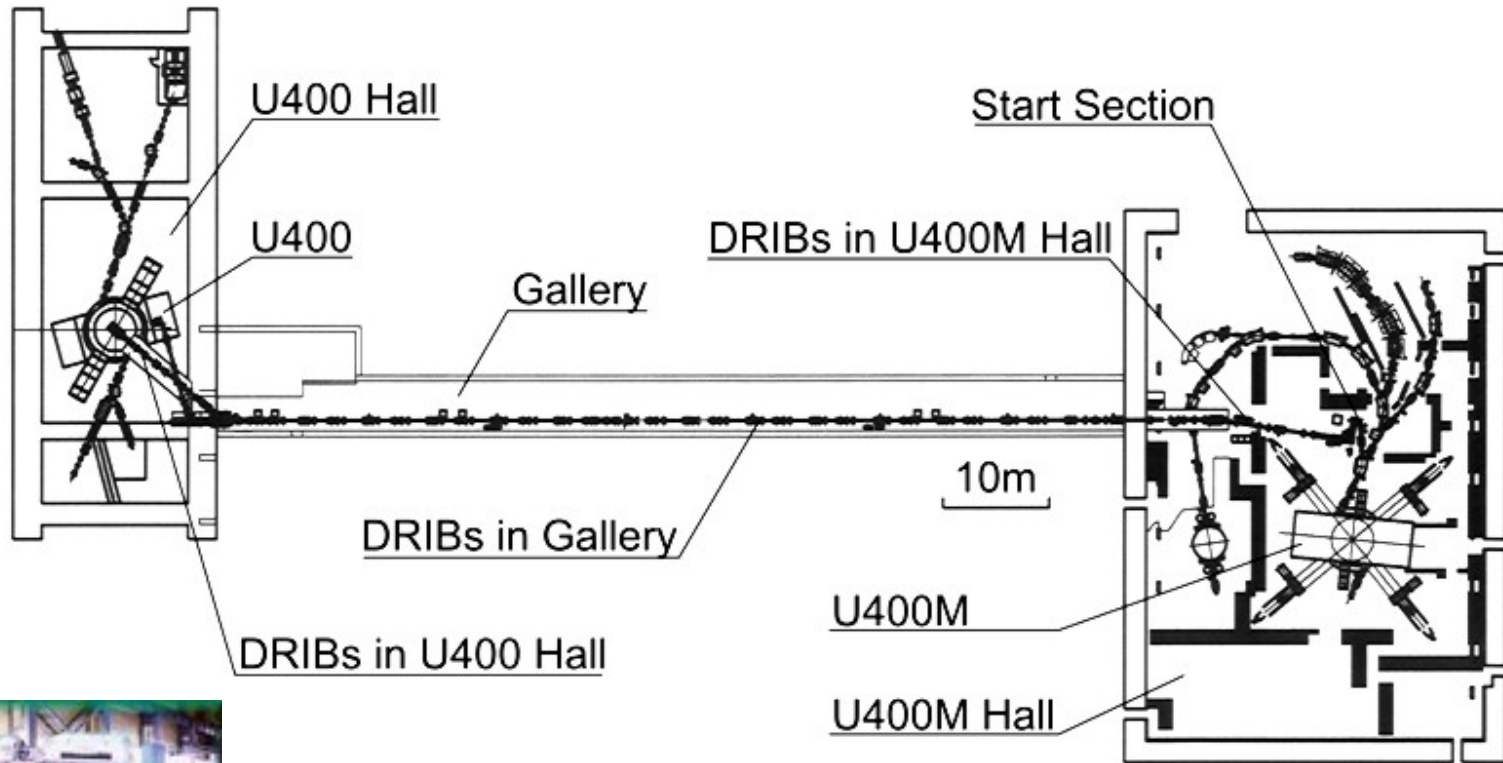 U400 Hall
Start Section
U400
DRIBs in U400M Hall
Gallery
10m
DRIBs in Gallery
U400M
DRIBs in U400 Hall
U400M Hall